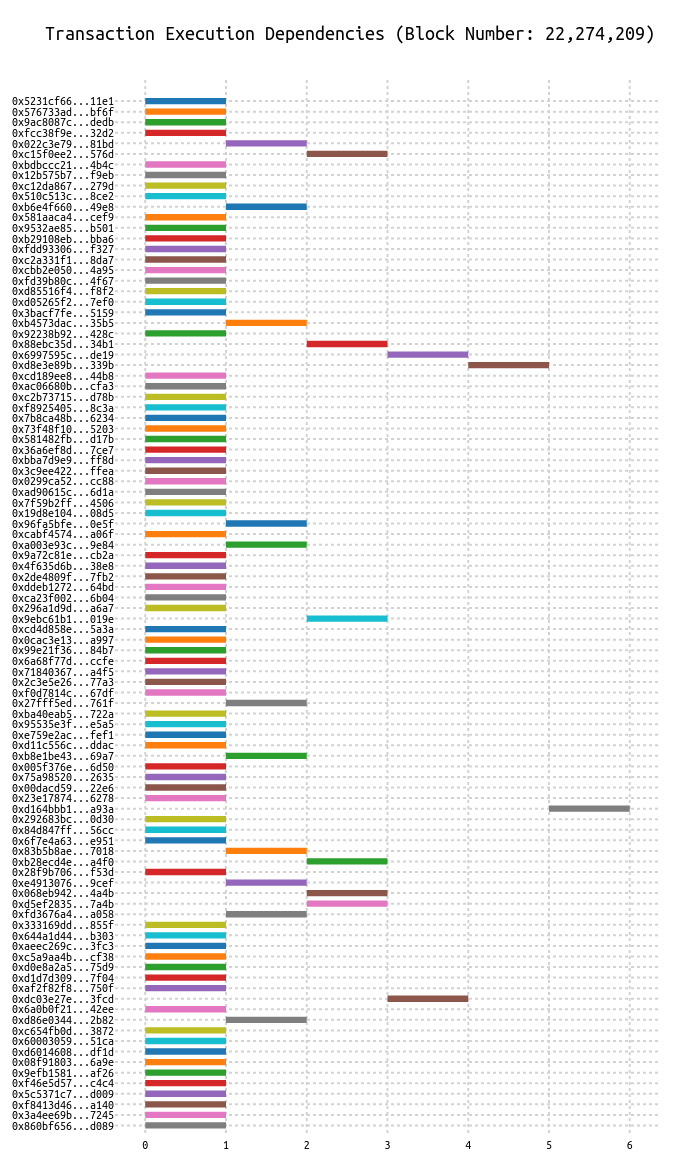 Transaction Execution Dependencies (Block Number: 22,274,209)
0x5231cf66...11e1
0x576733ad...bf6f
0x9ac8087c...dedb
0xfcc38f9e...32d2
0x022c3e79...81bd
0xc15f0ee2...576d
0xbdbccc21...4b4c
0x12b575b7...f9eb
0xc12da867...279d
0x510c513c...8ce2
0xb6e4f660...49e8
0x581aaca4...cef9
0x9532ae85...b501
0xb29108eb...bba6
0xfdd93306...f327
0xc2a331f1...8da7
0xcbb2e050...4a95
0xfd39b80c...4f67
0xd85516f4...f8f2
0xd05265f2...7ef0
0x3bacf7fe...5159
0xb4573dac...35b5
0x92238b92...428c
0x88ebc35d...34b1
0x6997595c...de19
0xd8e3e89b...339b
0xcd189ee8...44b8
0xac06680b...cfa3
0xc2b73715...d78b
0xf8925405...8c3a
0x7b8ca48b...6234
0x73f48f10...5203
0x581482fb...d17b
0x36a6ef8d...7ce7
0xbba7d9e9...ff8d
0x3c9ee422...ffea
0x0299ca52...cc88
0xad90615c...6d1a
0x7f59b2ff...4506
0x19d8e104...08d5
0x96fa5bfe...0e5f
0xcabf4574...a06f
0xa003e93c...9e84
0x9a72c81e...cb2a
0x4f635d6b...38e8
0x2de4809f...7fb2
0xddeb1272...64bd
0xca23f002...6b04
0x296a1d9d...a6a7
0x9ebc61b1...019e
0xcd4d858e...5a3a
0x0cac3e13...a997
0x99e21f36...84b7
0x6a68f77d...ccfe
0x71840367...a4f5
0x2c3e5e26...77a3
0xf0d7814c...67df
0x27fff5ed...761f
0xba40eab5...722a
0x95535e3f...e5a5
0xe759e2ac...fef1
0xd11c556c...ddac
0xb8e1be43...69a7
0x005f376e...6d50
0x75a98520...2635
0x00dacd59...22e6
0x23e17874...6278
0xd164bbb1...a93a
0x292683bc...0d30
0x84d847ff...56cc
0x6f7e4a63...e951
0x83b5b8ae...7018
0xb28ecd4e...a4f0
0x28f9b706...f53d
0xe4913076...9cef
0x068eb942...4a4b
0xd5ef2835...7a4b
0xfd3676a4...a058
0x333169dd...855f
0x644a1d44...b303
0xaeec269c...3fc3
0xc5a9aa4b...cf38
0xd0e8a2a5...75d9
0xd1d7d309...7f04
0xaf2f82f8...750f
0xdc03e27e...3fcd
0x6a0b0f21...42ee
0xd86e0344...2b82
0xc654fb0d...3872
0x60003059...51ca
0xd6014608...df1d
0x08f91803...6a9e
0x9efb1581...af26
0xf46e5d57...c4c4
0x5c5371c7...d009
0xf8413d46...a140
0x3a4ee69b...7245
0x860bf656...d089
0 1 2 3 4 5 6